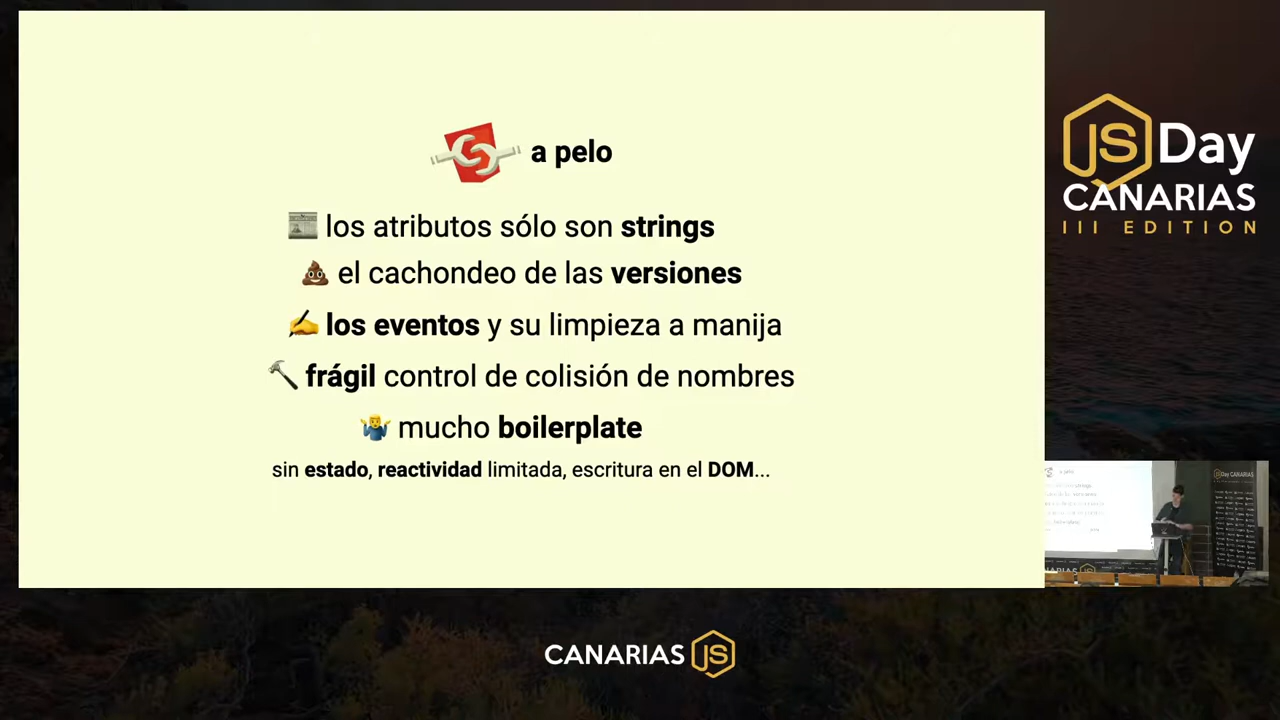 a pelo
los atributos sólo son strings
el cachondeo de las versiones
los eventos y su limpieza a manija
frágil control de colisión de nombres
mucho boilerplate
sin estado, reactividad limitada, escritura en el DOM...
JS Day
CANARIAS
III EDITION
CANARIAS JS